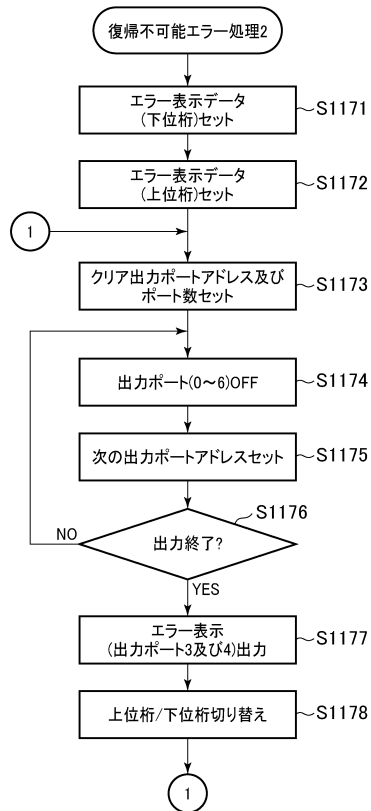 復帰不可能エラー処理2
エラー表示データ
(下位桁)セット
S1171
エラー表示データ
(上位桁)セット
S1172
1
クリア出力ポートアドレス及び
ポート数セット
S1173
出力ポート(0～6)OFF
S1174
次の出力ポートアドレスセット
S1175
S1176
出力終了?
NO
YES
エラー表示
(出力ポート3及び4)出力
S1177
上位桁/下位桁切り替え
S1178
1